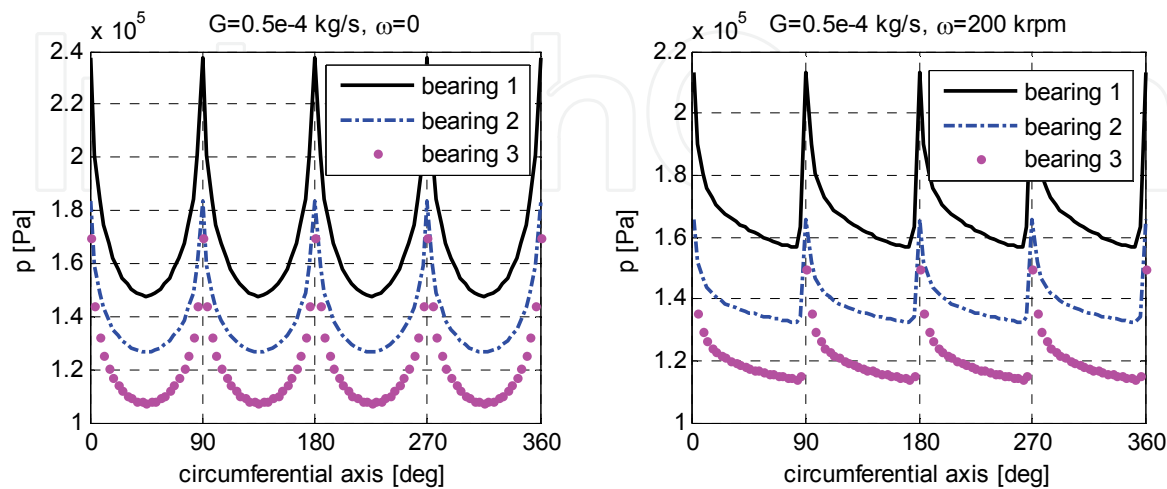 G=0.5e-4 kg/s, ω=0
x 10^5
2.4
2.2
2
1.8
1.6
1.4
1.2
1
p [Pa]
0 90 180 270 360
circumferential axis [deg]
bearing 1
bearing 2
bearing 3
G=0.5e-4 kg/s, ω=200 krpm
x 10^5
2.2
2
1.8
1.6
1.4
1.2
1
p [Pa]
0 90 180 270 360
circumferential axis [deg]
bearing 1
bearing 2
bearing 3